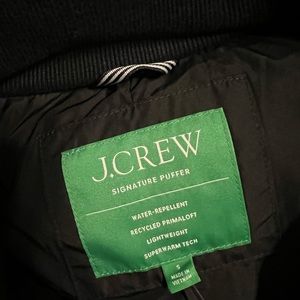 J.CREW
SIGNATURE PUFFER
WATER-REPELLENT
RECYCLED PRIMALOFT
LIGHTWEIGHT
SUPERWARM TECH
S
MADE IN
VIETNAM